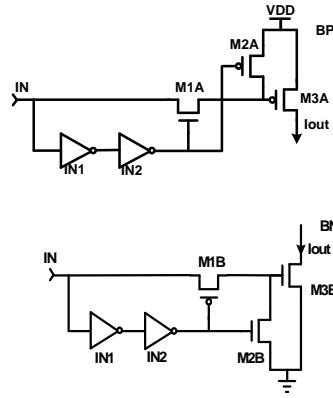 VDD
BP
M2A
IN
M1A
M3A
IN1
IN2
Iout
BN
IN
M1B
Iout
M3B
IN1
IN2
M2B